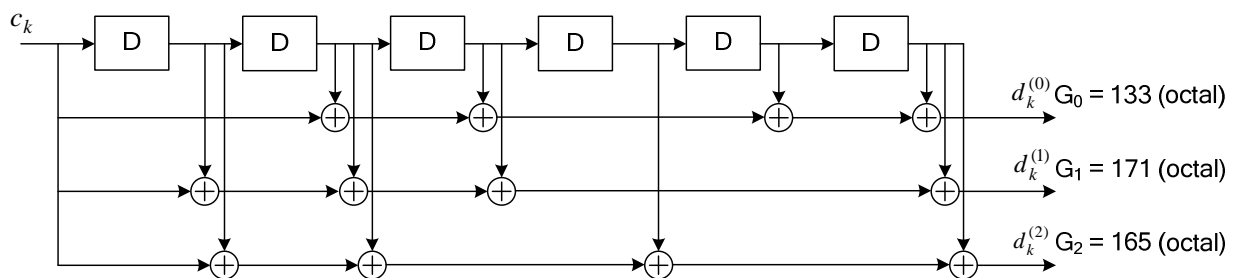 c_k
D D D D D D
d_k^{(0)} G₀ = 133 (octal)
d_k^{(1)} G₁ = 171 (octal)
d_k^{(2)} G₂ = 165 (octal)